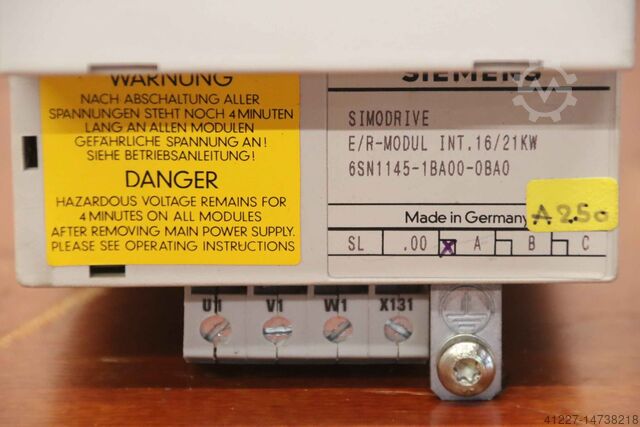 WARNUNG
NACH ABSCHALTUNG ALLER
SPANNUNGEN STEHT NOCH 4 MINUTEN
LANG AN ALLEN MODULEN
GEFÄHRLICHE SPANNUNG AN!
SIEHE BETRIEBSANLEITUNG!
DANGER
HAZARDOUS VOLTAGE REMAINS FOR
4 MINUTES ON ALL MODULES
AFTER REMOVING MAIN POWER SUPPLY.
PLEASE SEE OPERATING INSTRUCTIONS
SIEMENS
SIMODRIVE
E/R-MODUL INT.16/21KW
6SN1145-1BA00-0BA0
Made in Germany
A 250
SL .00 X A B C
U1 V1 W1 X131
41227-14738218